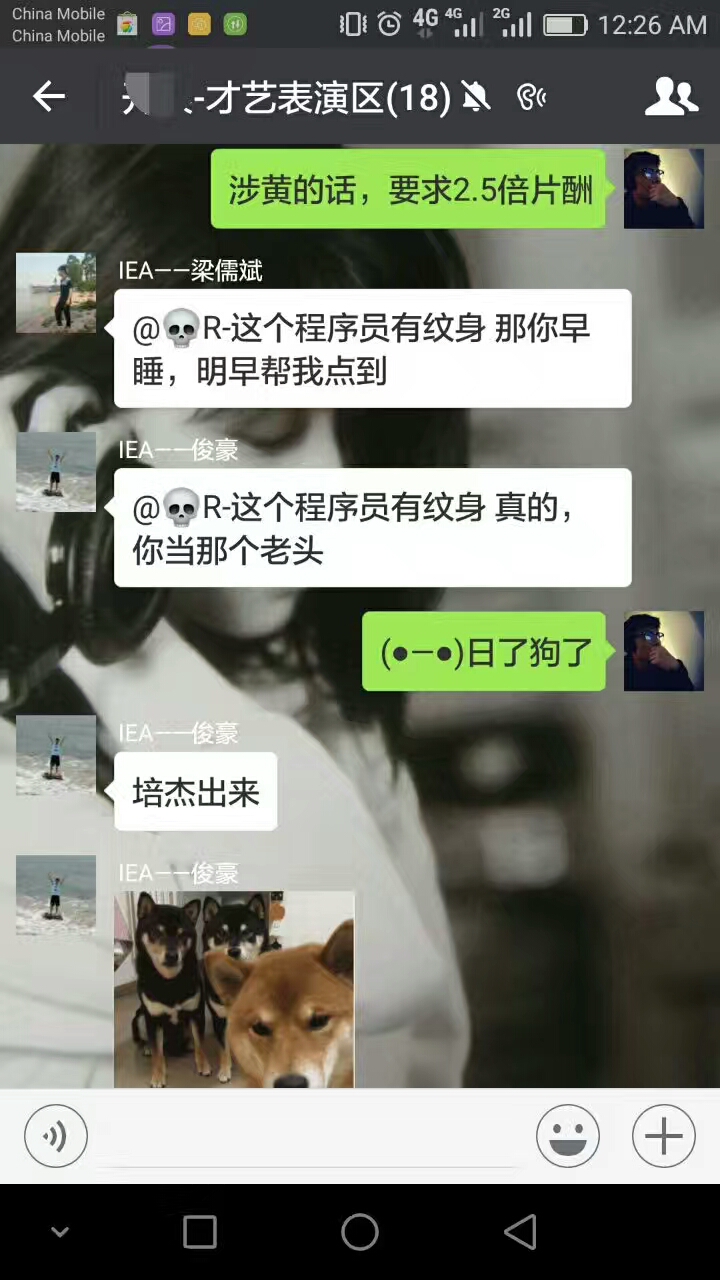 China Mobile
China Mobile
4G 4G 2G 12:26 AM
-才艺表演区(18)
涉黄的话，要求2.5倍片酬
IEA——梁儒斌
@💀R-这个程序员有纹身 那你早
睡，明早帮我点到
IEA——俊豪
@💀R-这个程序员有纹身 真的，
你当那个老头
(●—●)日了狗了
IEA——俊豪
培杰出来
IEA——俊豪